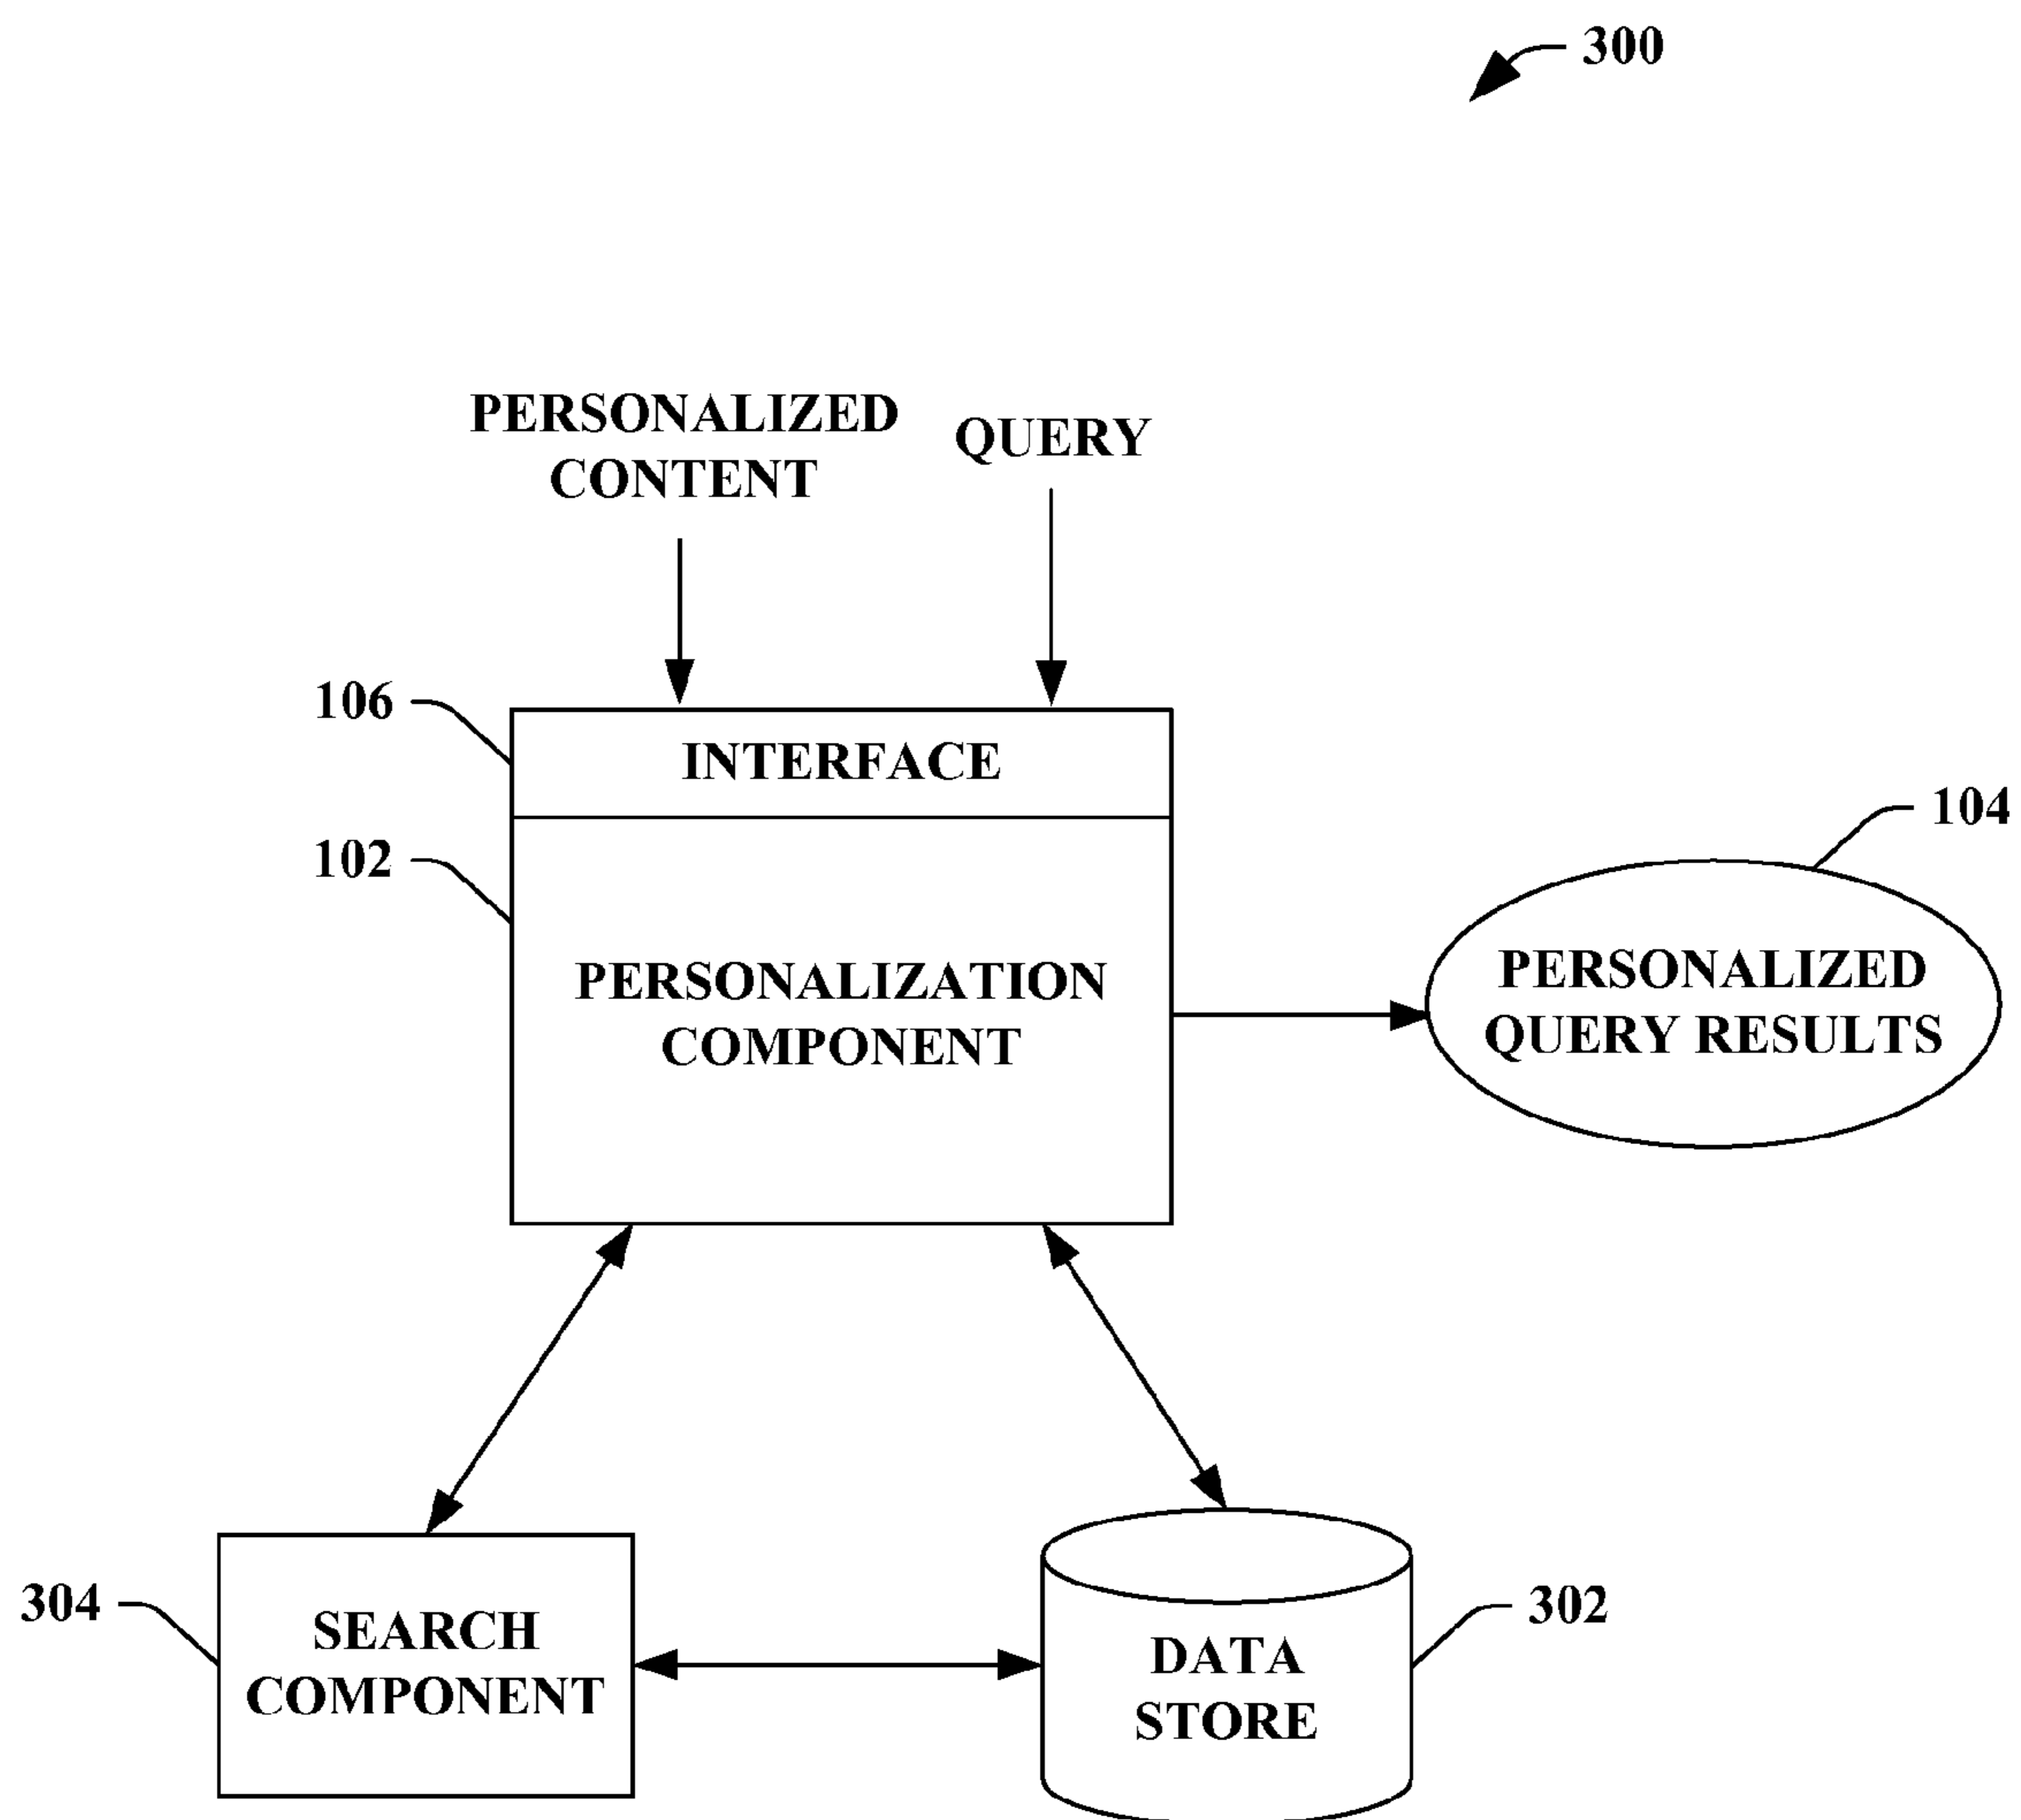 300
PERSONALIZED
CONTENT
QUERY
106
INTERFACE
102
PERSONALIZATION
COMPONENT
104
PERSONALIZED
QUERY RESULTS
304
SEARCH
COMPONENT
302
DATA
STORE